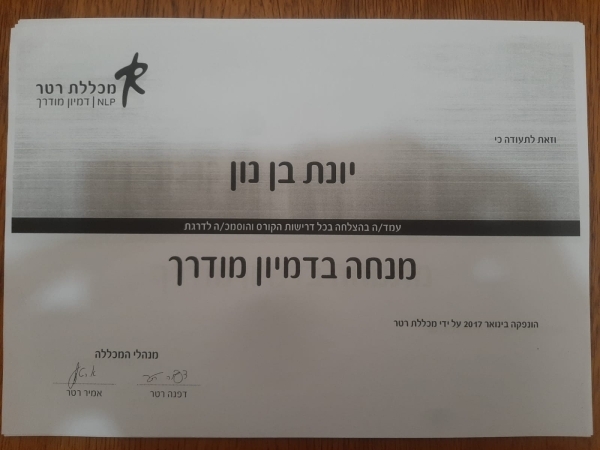 מכללת רטר
NLP | דמיון מודרך
וזאת לתעודה כי
יונת בן נון
עמד/ה בהצלחה בכל דרישות הקורס והוסמכ/ה לדרגת
מנחה בדמיון מודרך
הונפקה בינואר 2017 על ידי מכללת רטר
מנהלי המכללה
דפנה רטר
אמיר רטר